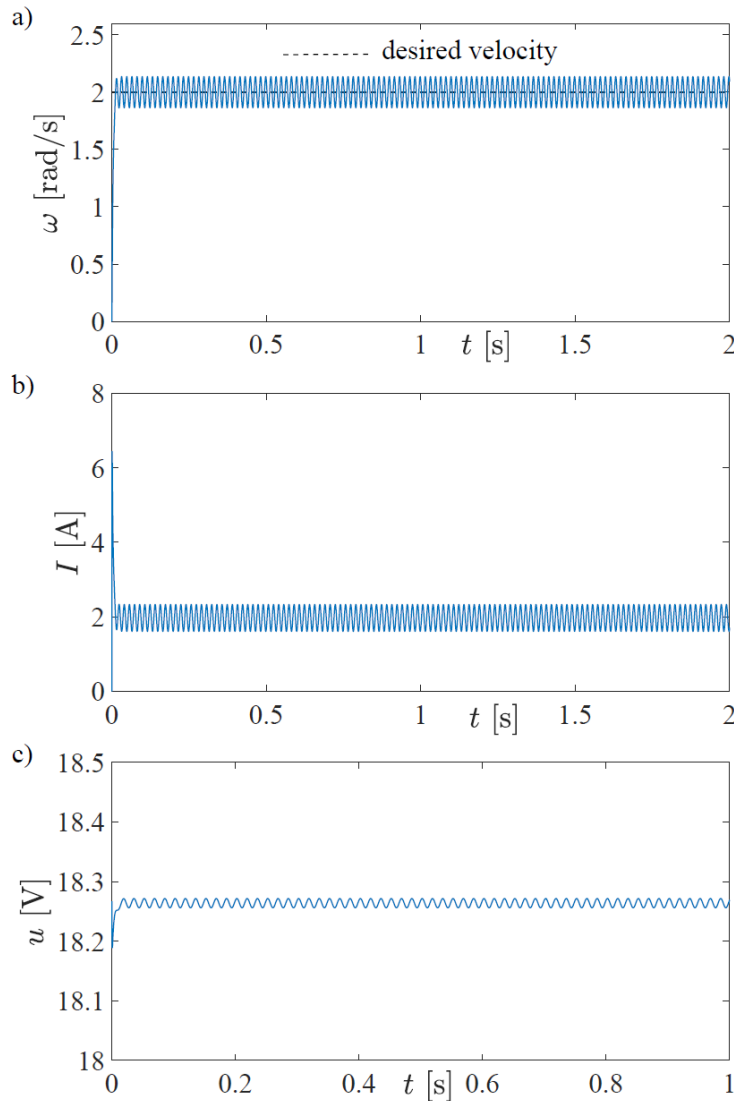 a)
2.5
2
1.5
1
0.5
0
ω [rad/s]
desired velocity
0 0.5 1 1.5 2
t [s]
b)
8
6
4
2
0
I [A]
0 0.5 1 1.5 2
t [s]
c)
18.5
18.4
18.3
18.2
18.1
18
u [V]
0 0.2 0.4 0.6 0.8 1
t [s]